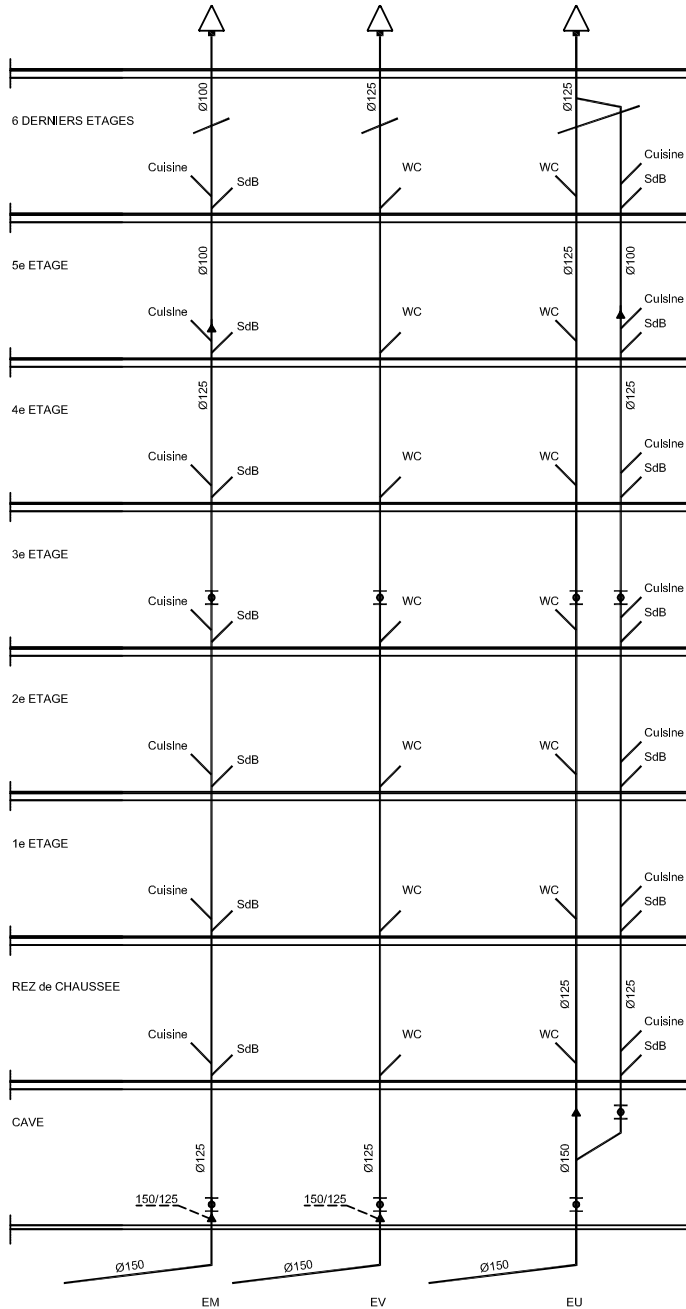 Ø100 Ø125 Ø125
6 DERNIERS ETAGES
Cuisine SdB WC WC Cuisine SdB
Ø100 Ø125 Ø100
5e ETAGE
Cuisine SdB WC WC Cuisine SdB
Ø125 Ø125
4e ETAGE
Cuisine SdB WC WC Cuisine SdB
3e ETAGE
Cuisine SdB WC WC Cuisine SdB
2e ETAGE
Cuisine SdB WC WC Cuisine SdB
1e ETAGE
Cuisine SdB WC WC Cuisine SdB
REZ de CHAUSSEE
Ø125 Ø125
Cuisine SdB WC WC Cuisine SdB
CAVE
Ø125 Ø125 Ø150
150/125 150/125
Ø150 Ø150 Ø150
EM EV EU